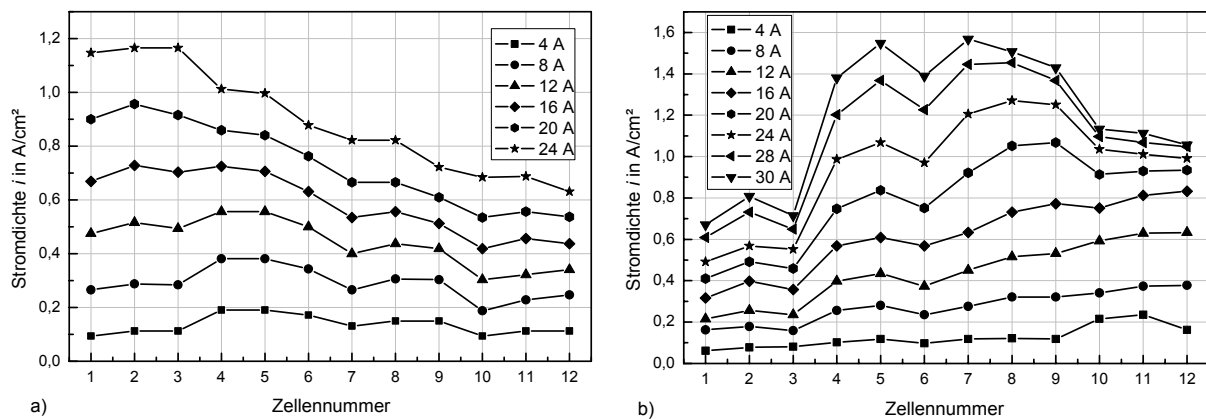 1,2
1,0
0,8
0,6
0,4
0,2
0,0
Stromdichte i in A/cm²
4 A
8 A
12 A
16 A
20 A
24 A
1 2 3 4 5 6 7 8 9 10 11 12
Zellennummer
a)
1,6
1,4
1,2
1,0
0,8
0,6
0,4
0,2
0,0
Stromdichte i in A/cm²
4 A
8 A
12 A
16 A
20 A
24 A
28 A
30 A
1 2 3 4 5 6 7 8 9 10 11 12
Zellennummer
b)